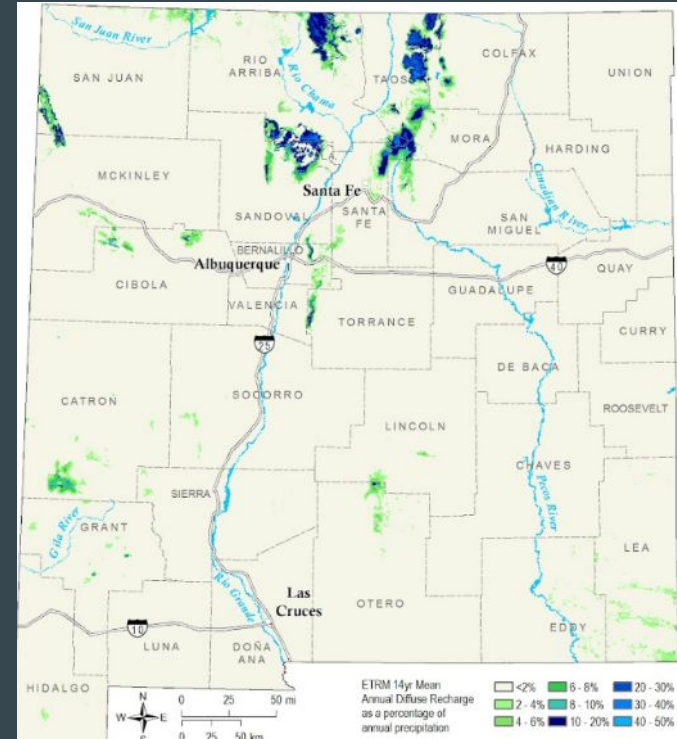 San Juan River
COLFAX
RIO
ARRIBA
TAOS
UNION
SAN JUAN
Rio Chama
MORA
HARDING
MCKINLEY
Canadian River
Santa Fe
SANDOVAL
SANTA
FE
SAN
MIGUEL
BERNALILLO
Albuquerque
40
QUAY
CIBOLA
GUADALUPE
VALENCIA
TORRANCE
CURRY
25
DE BACA
CATRON
SOCORRO
ROOSEVELT
LINCOLN
CHAVES
SIERRA
Pecos River
Gila River
GRANT
LEA
Rio Grande
Las
Cruces
OTERO
10
EDDY
LUNA
DOÑA
ANA
HIDALGO
N
W E
S
0 25 50 mi
0 25 50 km
ETRM 14yr Mean
Annual Diffuse Recharge
as a percentage of
annual precipitation
<2% 6 - 8% 20 - 30%
2 - 4% 8 - 10% 30 - 40%
4 - 6% 10 - 20% 40 - 50%